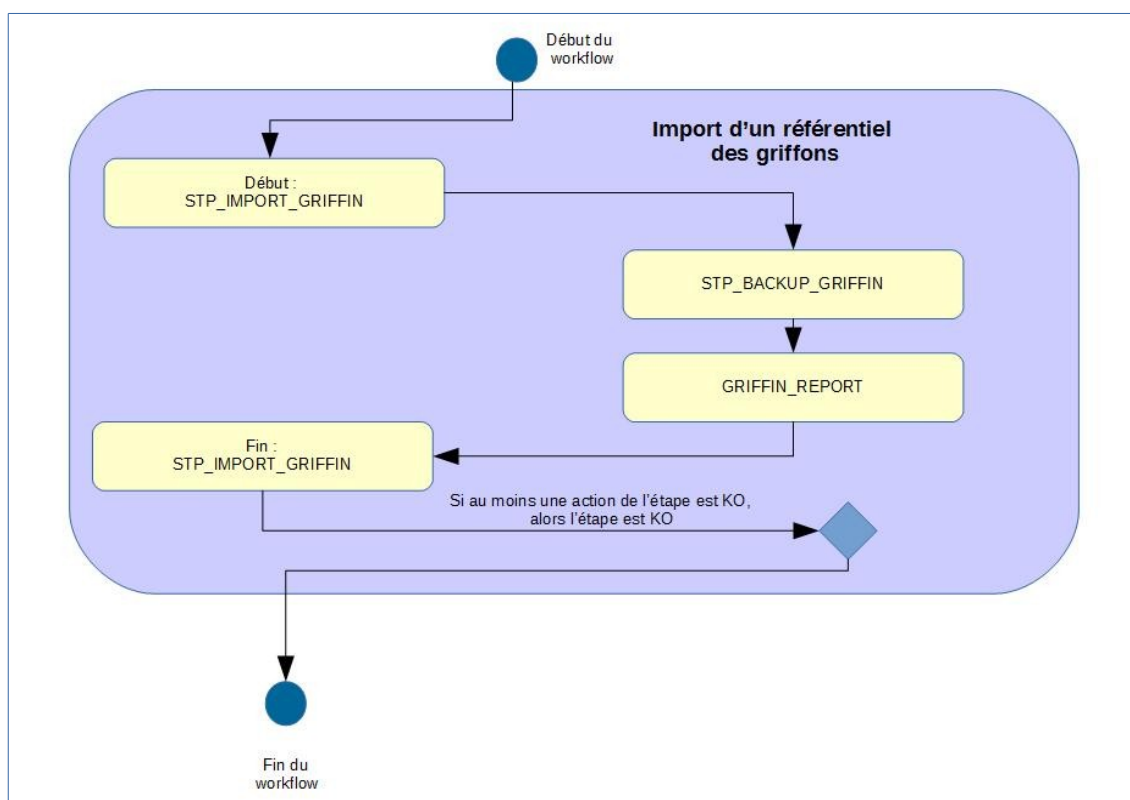 Début du
workflow
Import d'un référentiel
des griffons
Début :
STP_IMPORT_GRIFFIN
STP_BACKUP_GRIFFIN
GRIFFIN_REPORT
Fin :
STP_IMPORT_GRIFFIN
Si au moins une action de l'étape est KO,
alors l'étape est KO
Fin du
workflow